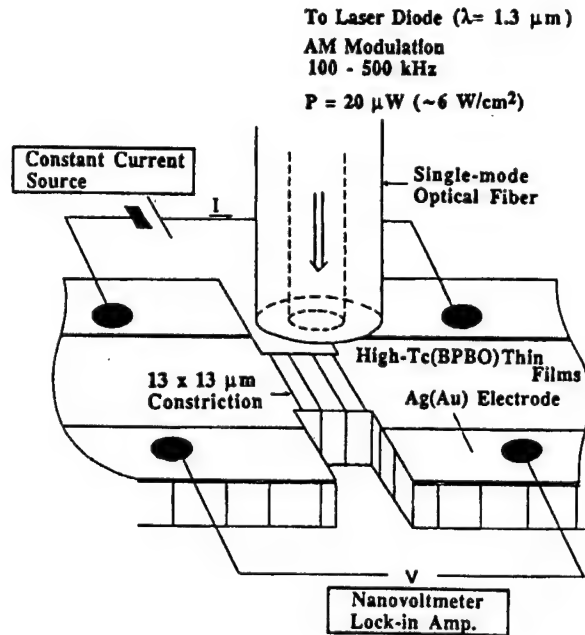 To Laser Diode (λ= 1.3 μm)
AM Modulation
100 - 500 kHz
P = 20 μW (~6 W/cm²)
Constant Current
Source
I
Single-mode
Optical Fiber
High-Tc(BPBO)Thin
Films
13 x 13 μm
Constriction
Ag(Au) Electrode
V
Nanovoltmeter
Lock-in Amp.